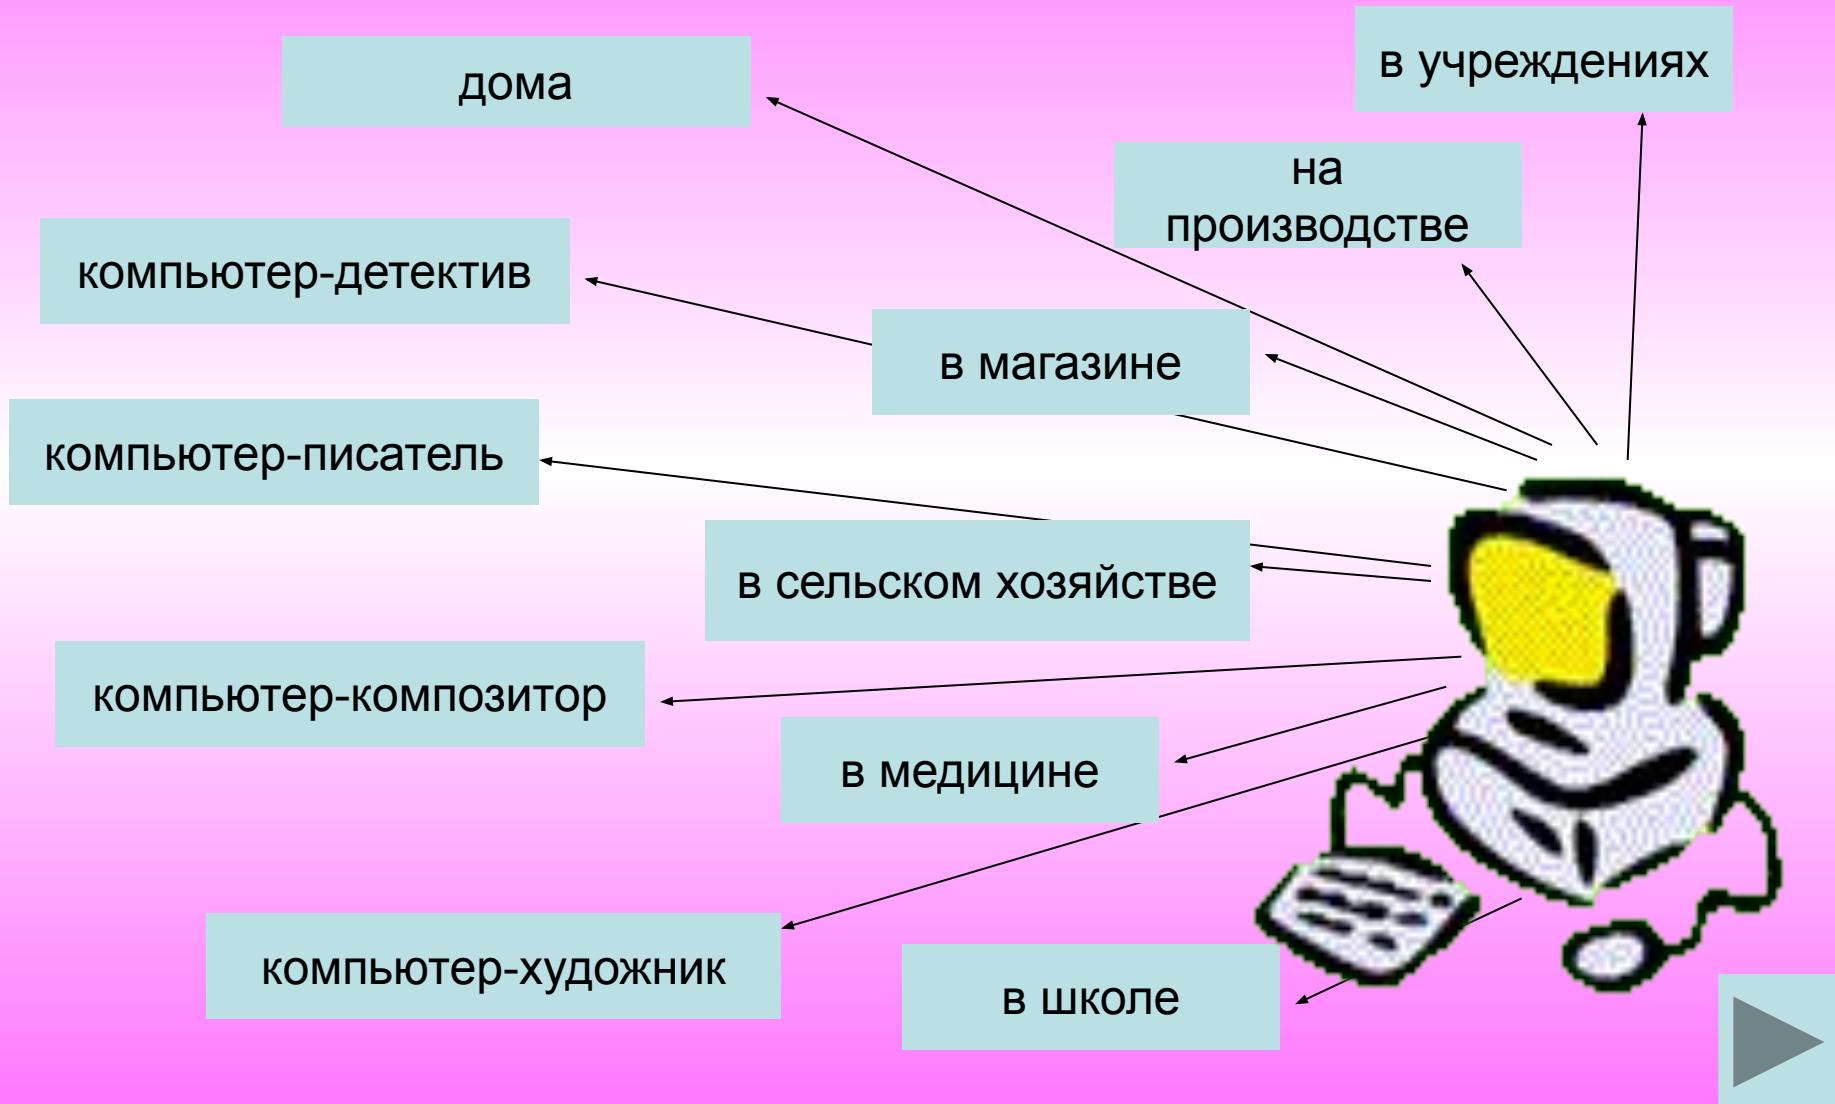 дома
в учреждениях
на
производстве
компьютер-детектив
в магазине
компьютер-писатель
в сельском хозяйстве
компьютер-композитор
в медицине
компьютер-художник
в школе